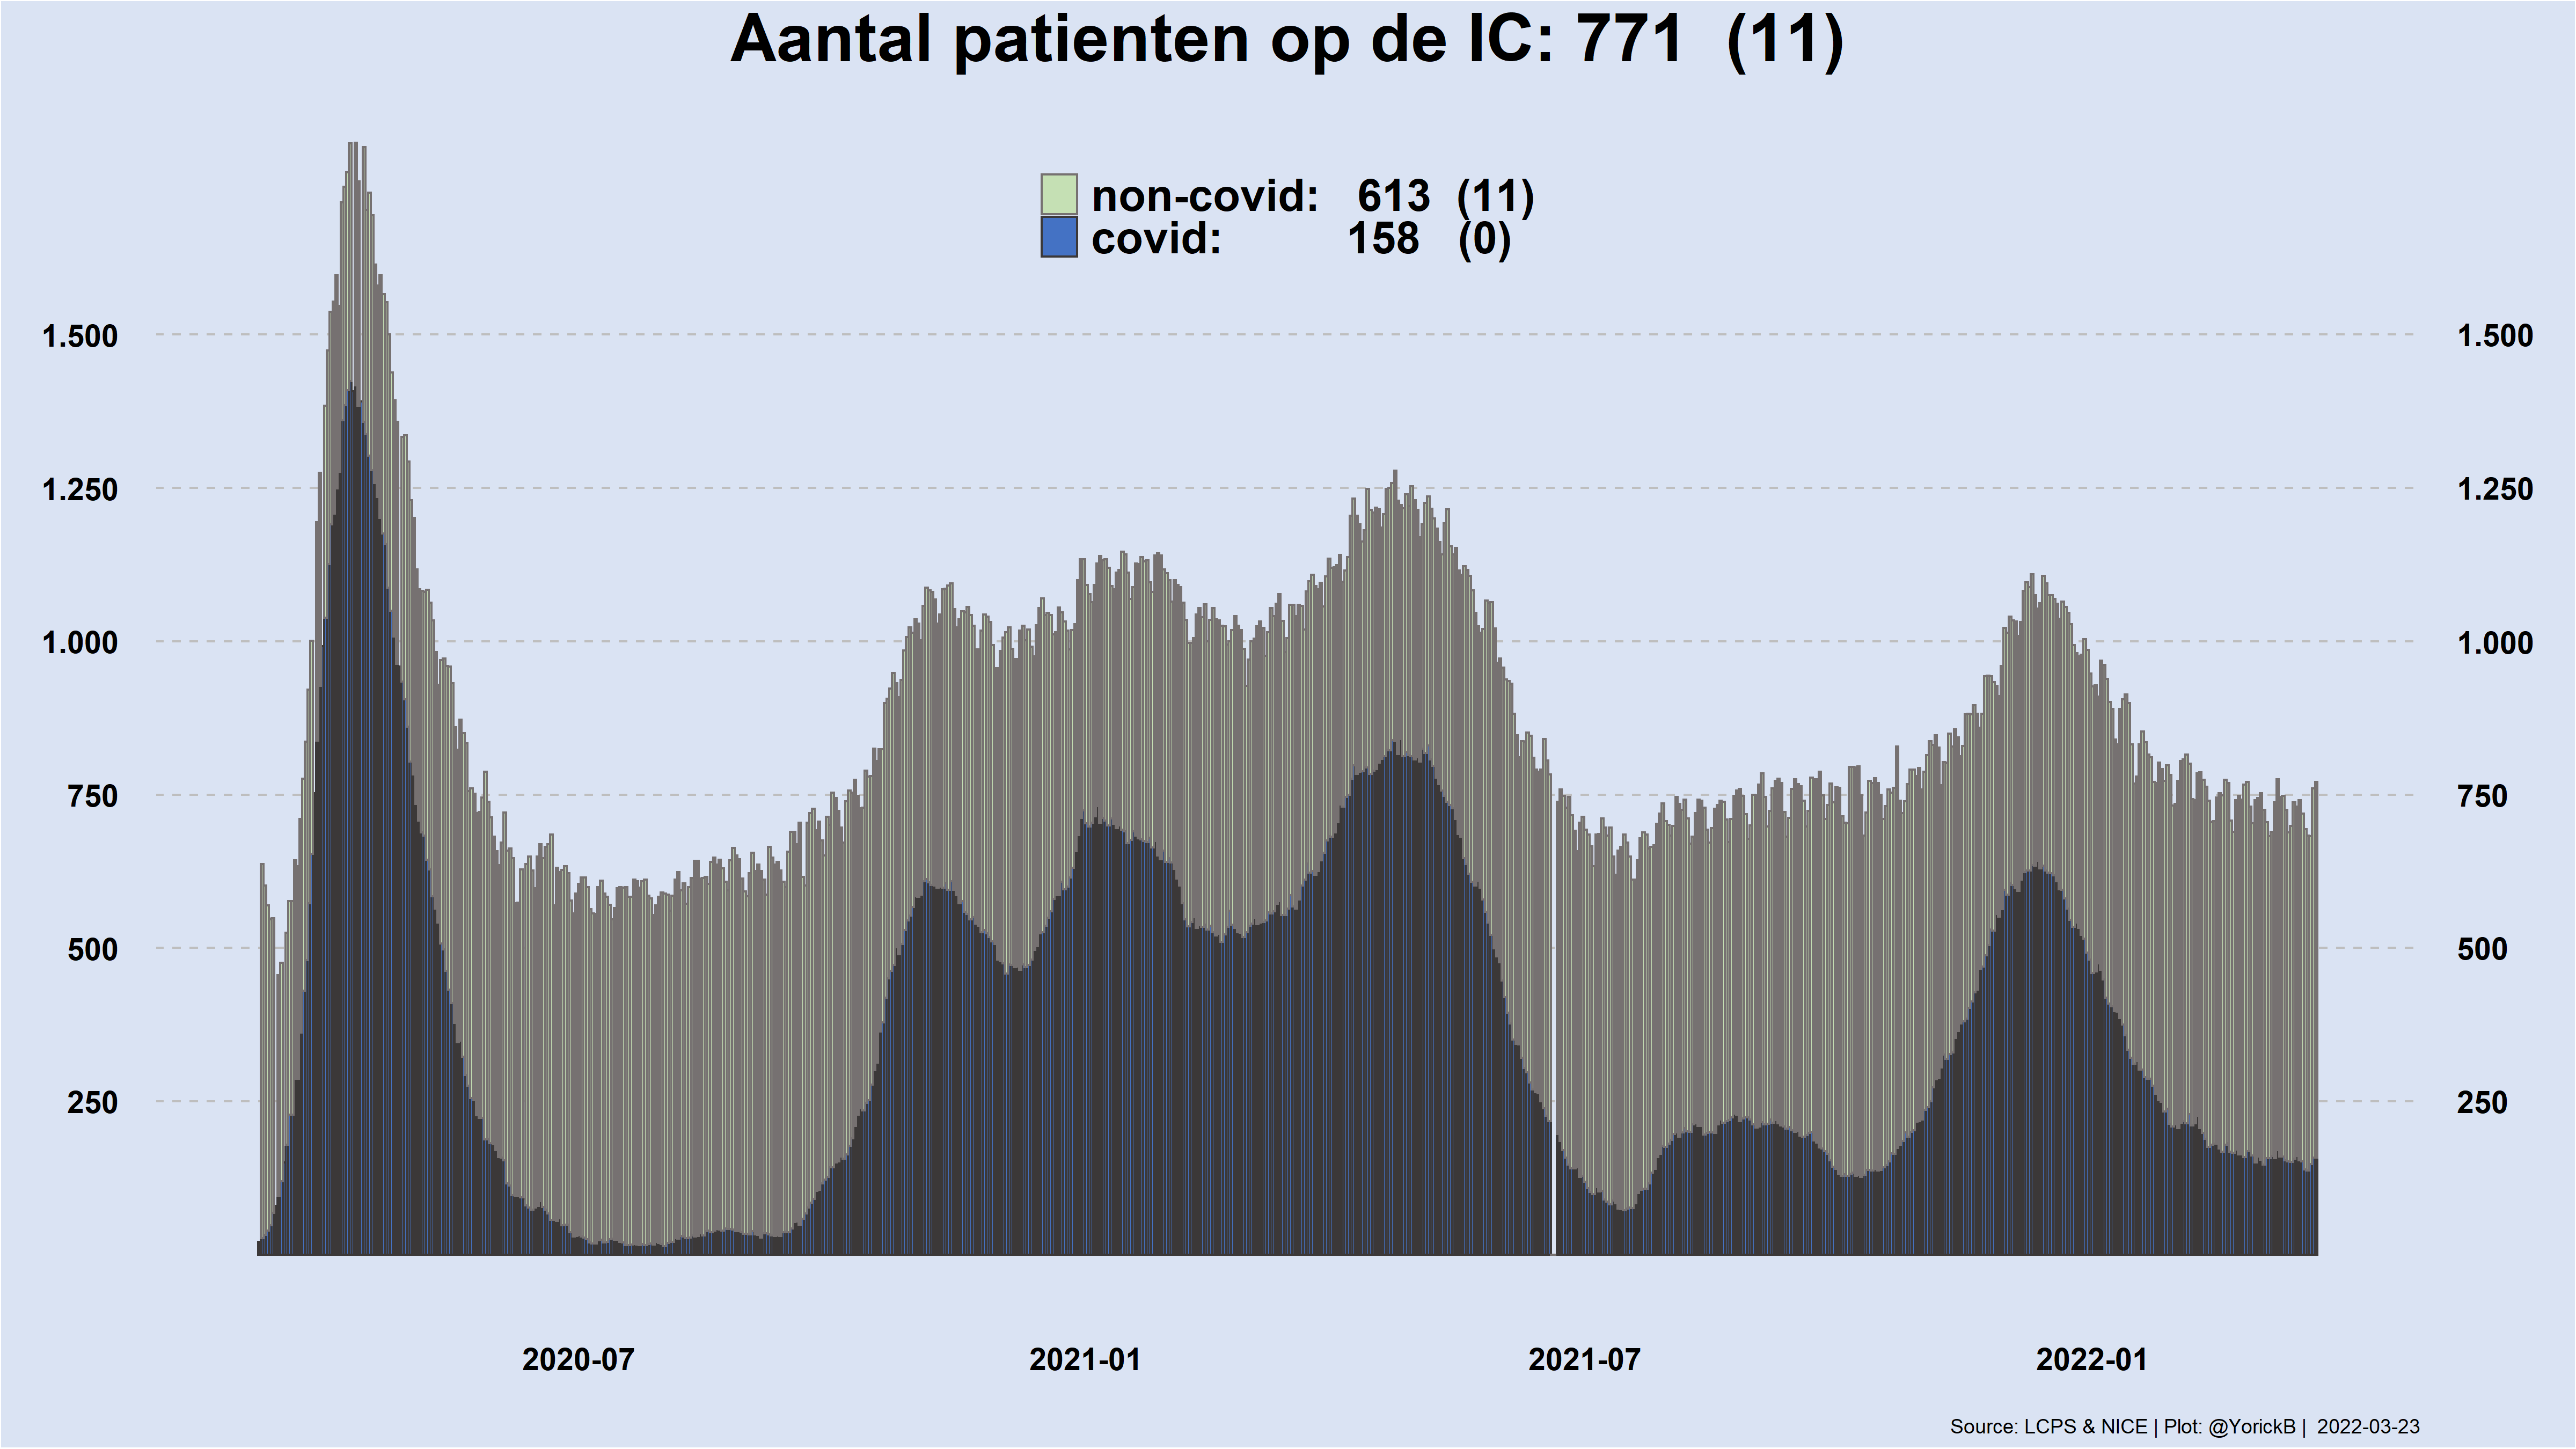 Aantal patienten op de IC: 771 (11)
non-covid: 613 (11)
covid: 158 (0)
1.500 1.500
1.250 1.250
1.000 1.000
750 750
500 500
250 250
2020-07 2021-01 2021-07 2022-01
Source: LCPS & NICE | Plot: @YorickB | 2022-03-23